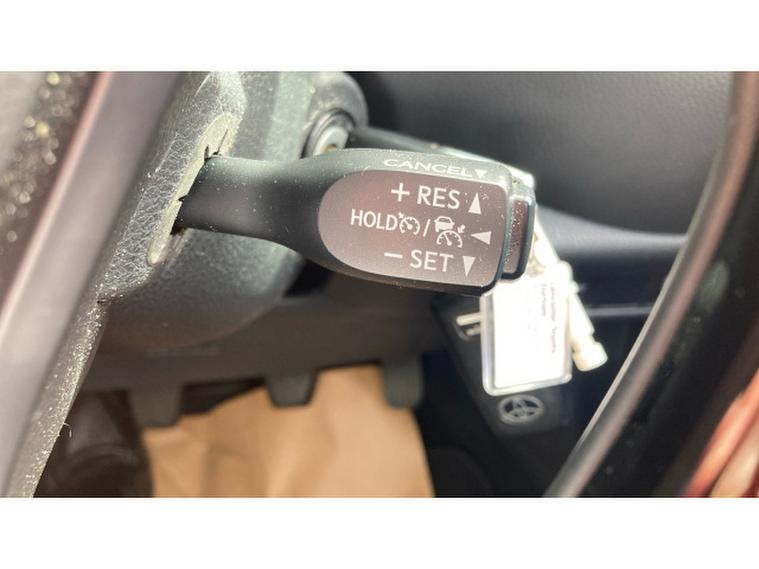 CANCEL▼
+ RES ▲
HOLD / ◀
− SET ▼